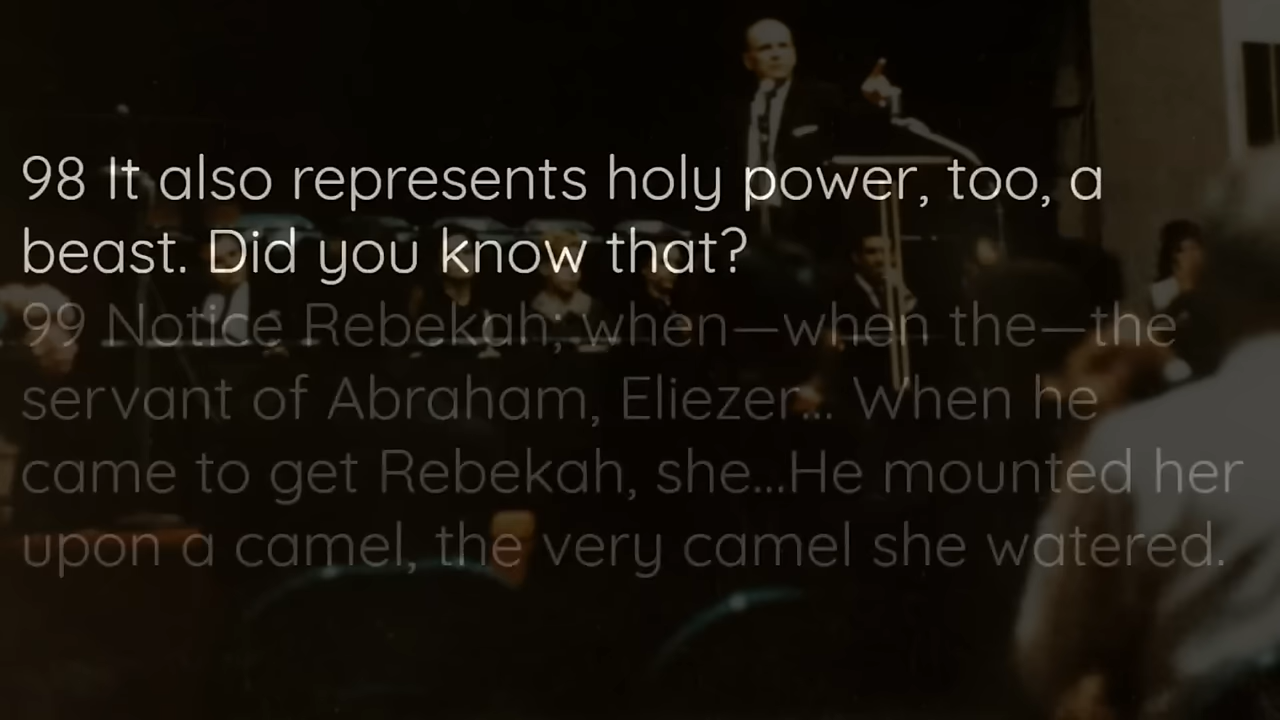 98 It also represents holy power, too, a
beast. Did you know that?
99 Notice Rebekah; when—when the—the
servant of Abraham, Eliezer... When he
came to get Rebekah, she...He mounted her
upon a camel, the very camel she watered.